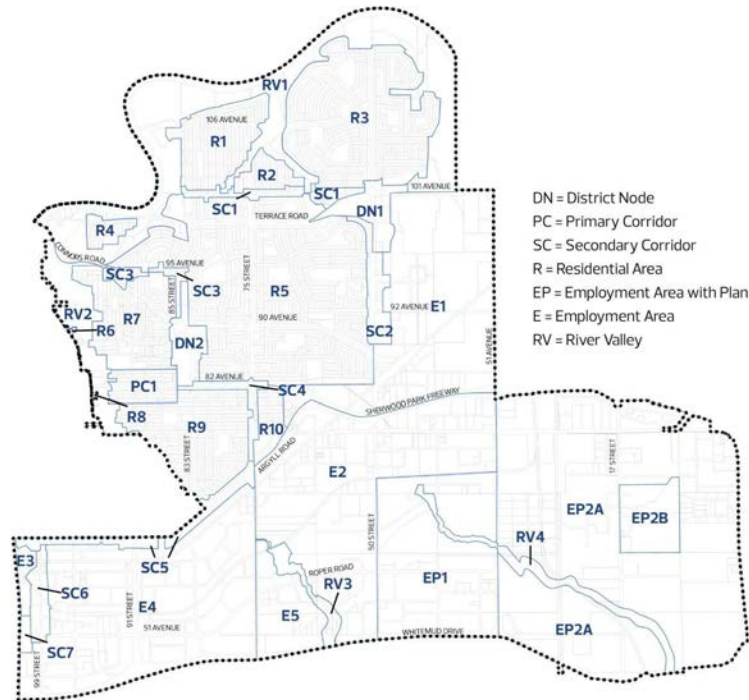 RV1
R3
106 AVENUE
R1
R2
SC1
SC1
101 AVENUE
TERRACE ROAD
DN1
R4
CONNORS ROAD
95 AVENUE
SC3
SC3
85 STREET
75 STREET
R5
92 AVENUE
E1
RV2
R6
R7
90 AVENUE
SC2
51 AVENUE
DN2
82 AVENUE
PC1
SC4
R8
R9
R10
83 STREET
ARGYLL ROAD
SHERWOOD PARK FREEWAY
E2
17 STREET
EP2A
EP2B
50 STREET
RV4
E3
SC5
ROPER ROAD
RV3
EP1
SC6
E4
91 STREET
51 AVENUE
E5
WHITEMUD DRIVE
EP2A
SC7
99 STREET
DN = District Node
PC = Primary Corridor
SC = Secondary Corridor
R = Residential Area
EP = Employment Area with Plan
E = Employment Area
RV = River Valley